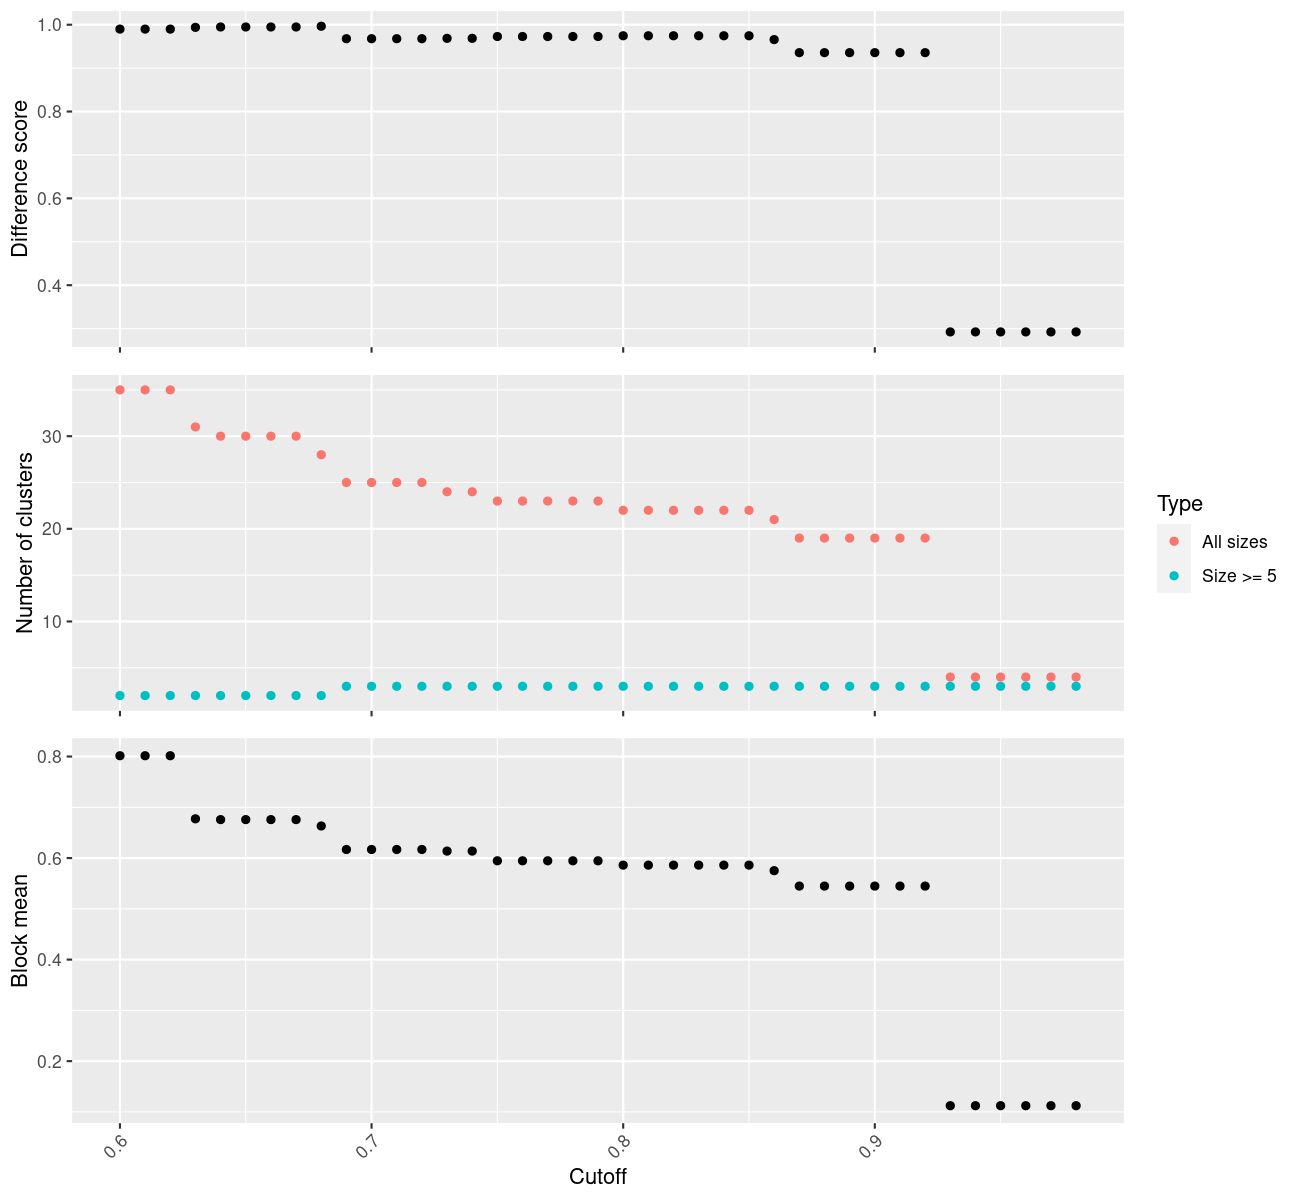 1.0
0.8
0.6
0.4
Difference score
30
20
10
Number of clusters
Type
All sizes
Size >= 5
0.8
0.6
0.4
0.2
Block mean
0.6
0.7
0.8
0.9
Cutoff